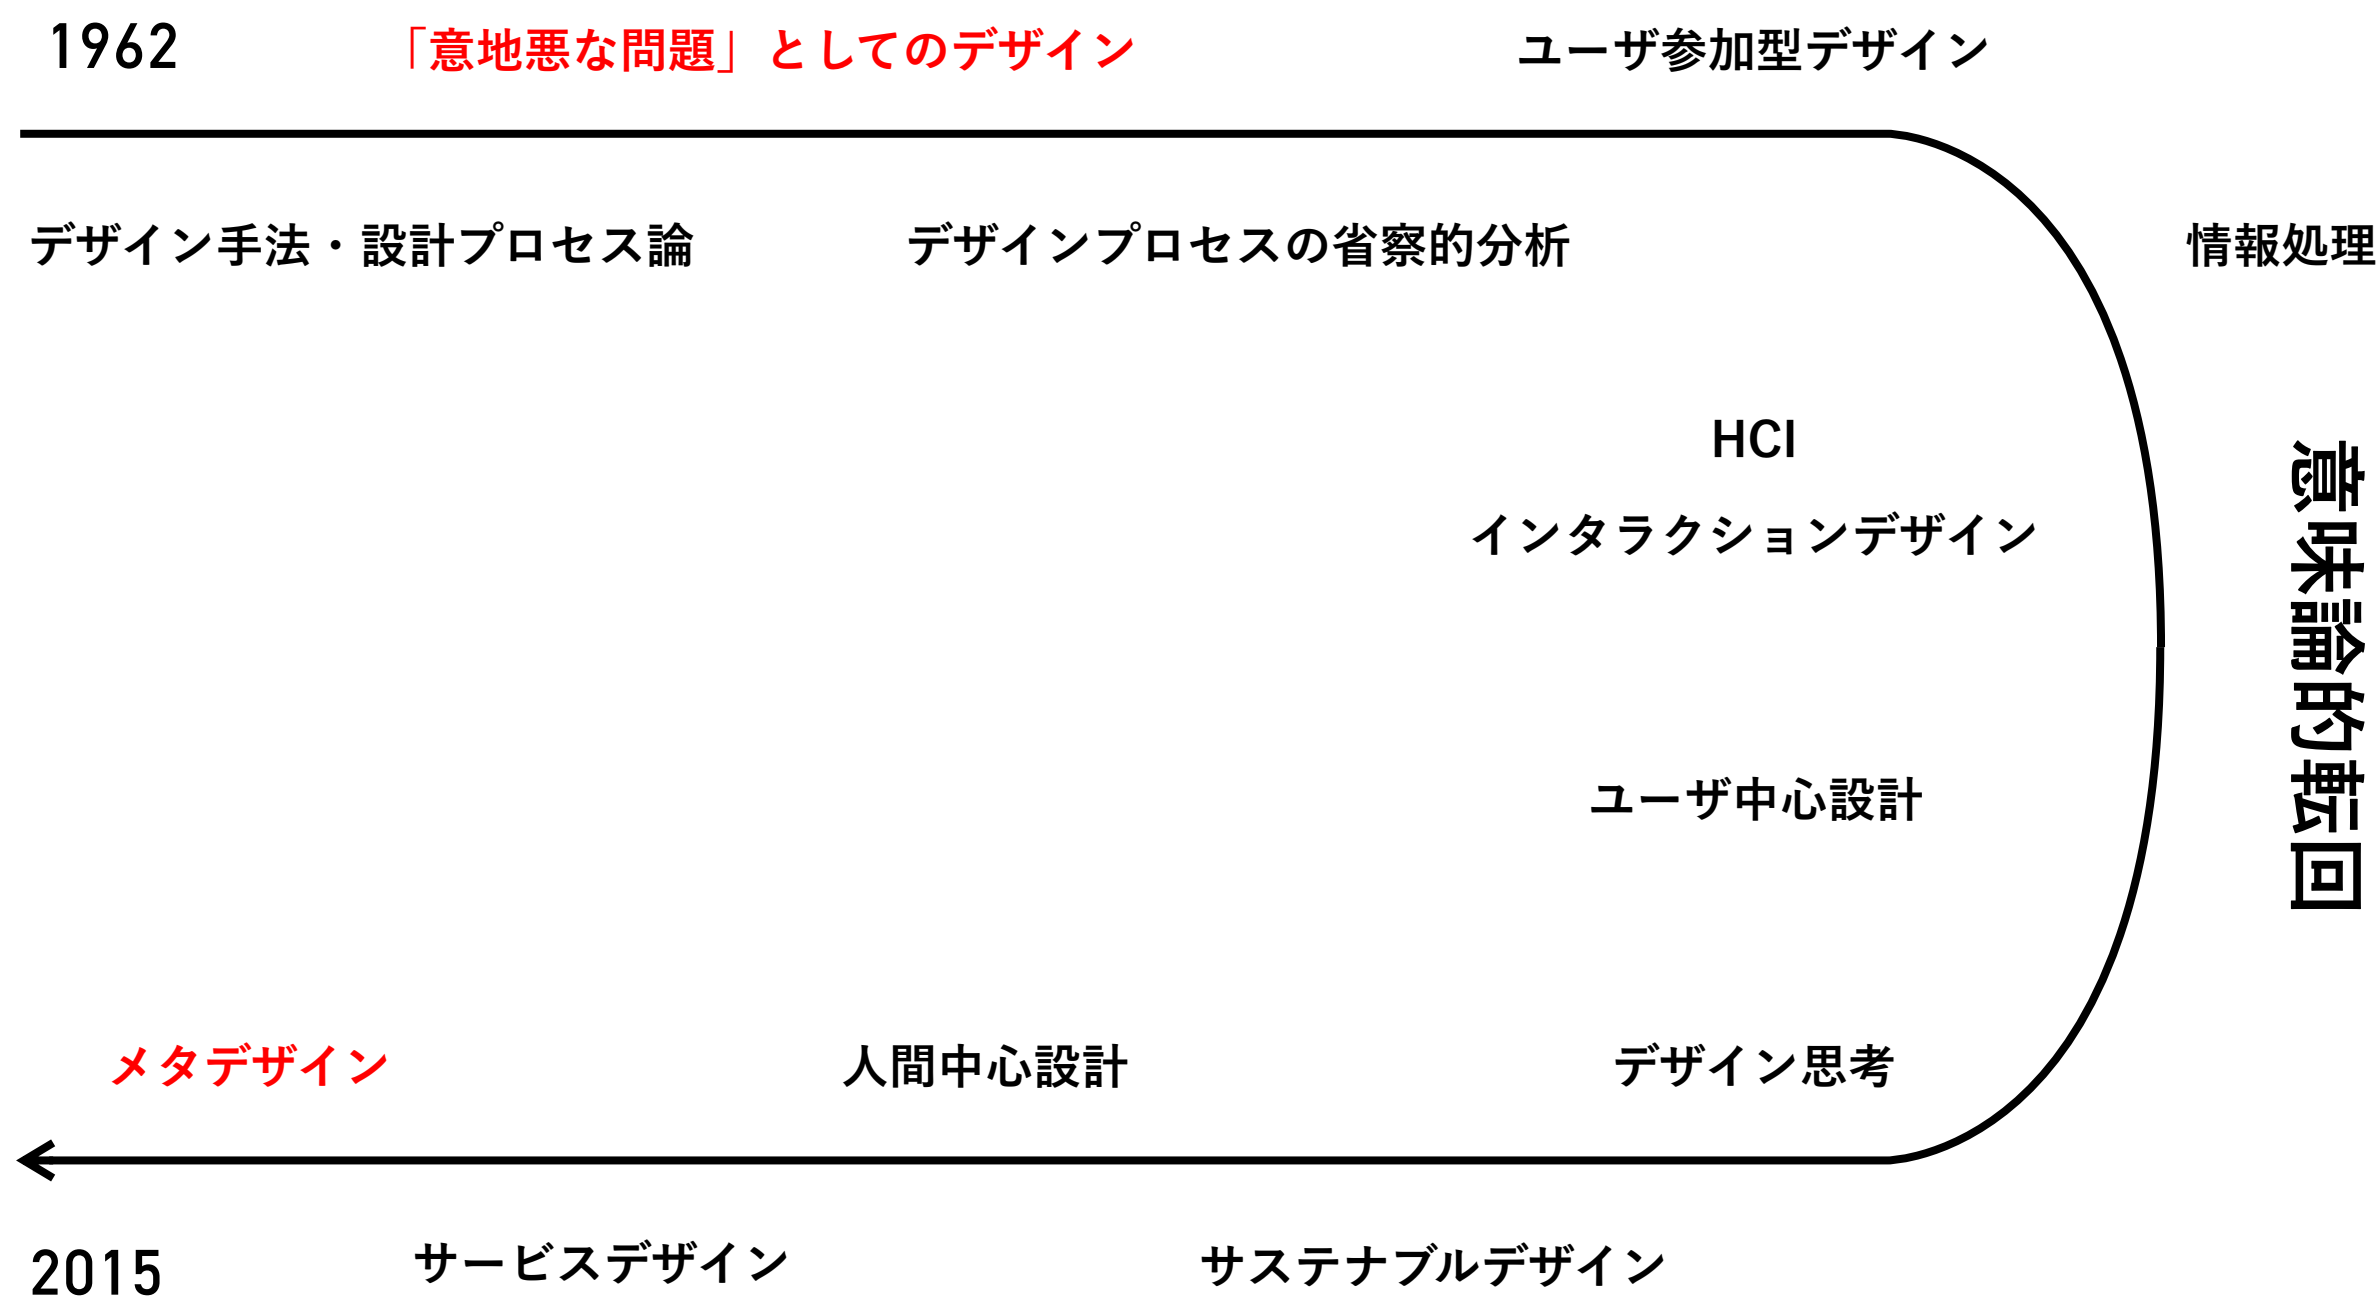 1962
「意地悪な問題」としてのデザイン
ユーザ参加型デザイン
デザイン手法・設計プロセス論
デザインプロセスの省察的分析
情報処理
HCI
インタラクションデザイン
意味論的転回
ユーザ中心設計
メタデザイン
人間中心設計
デザイン思考
2015
サービスデザイン
サステナブルデザイン